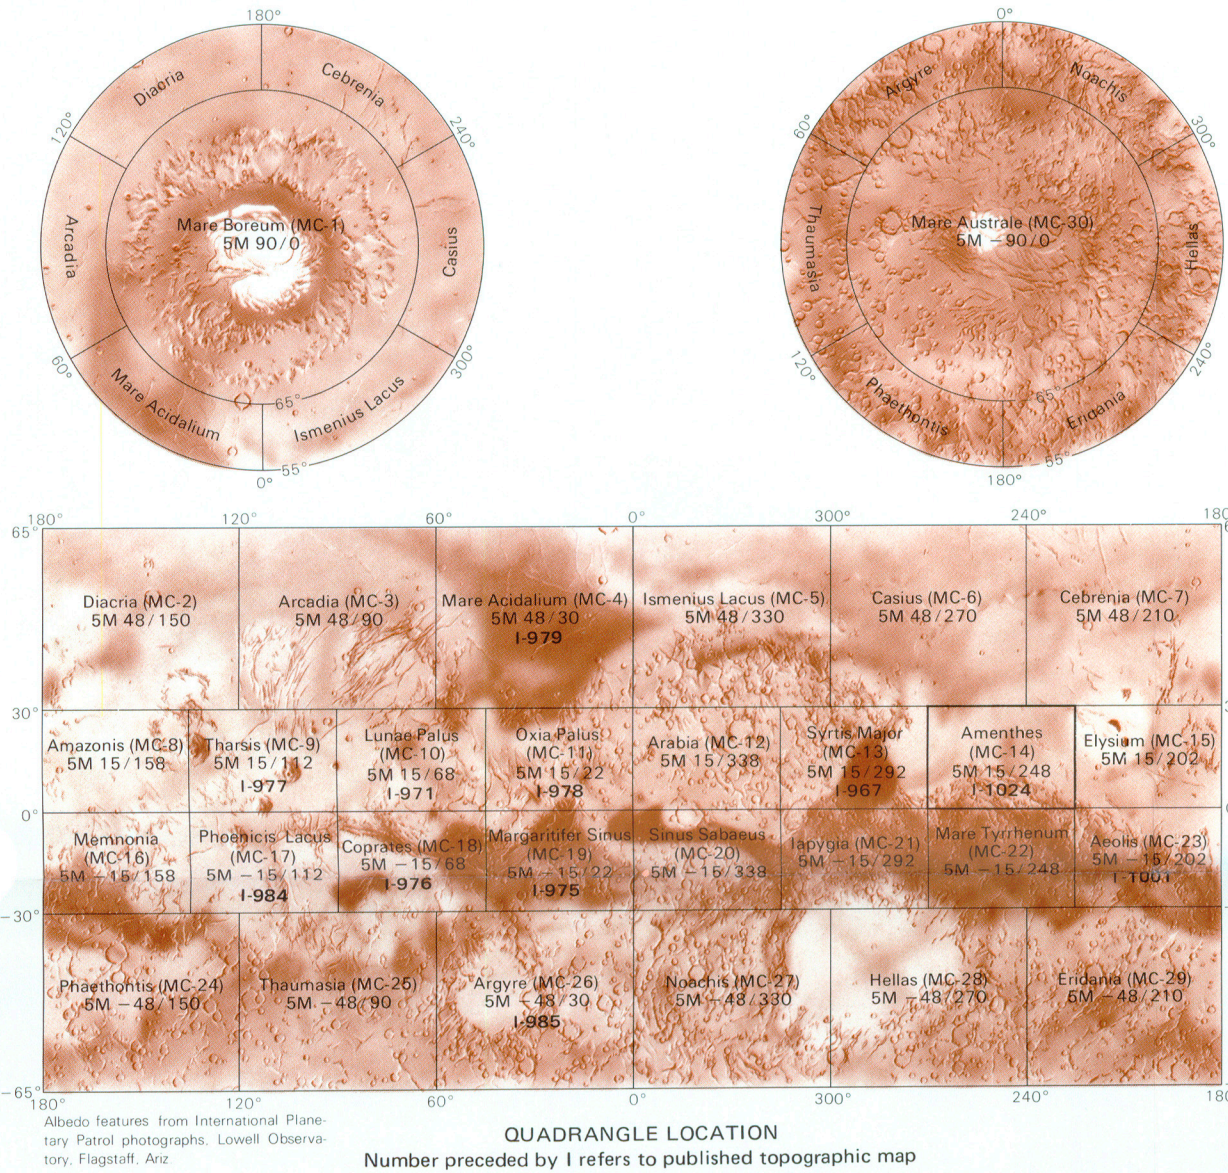 180°
Diacria
Cebrenia
120°
240°
Mare Boreum (MC-1)
5M 90/0
Arcadia
Casius
60°
300°
Mare Acidalium
Ismenius Lacus
65°
55°
0°
0°
Argyre
Noachis
60°
300°
Mare Australe (MC-30)
5M −90/0
Thaumasia
Hellas
120°
240°
Phaethontis
Eridania
−65°
−55°
180°
180° 120° 60° 0° 300° 240° 180
65°
Diacria (MC-2)
5M 48/150
Arcadia (MC-3)
5M 48/90
Mare Acidalium (MC-4)
5M 48/30
I-979
Ismenius Lacus (MC-5)
5M 48/330
Casius (MC-6)
5M 48/270
Cebrenia (MC-7)
5M 48/210
30°
Amazonis (MC-8)
5M 15/158
Tharsis (MC-9)
5M 15/112
I-977
Lunae Palus
(MC-10)
5M 15/68
I-971
Oxia Palus
(MC-11)
5M 15/22
I-978
Arabia (MC-12)
5M 15/338
Syrtis Major
(MC-13)
5M 15/292
I-967
Amenthes
(MC-14)
5M 15/248
I-1024
Elysium (MC-15)
5M 15/202
0°
Memnonia
(MC-16)
5M −15/158
Phoenicis Lacus
(MC-17)
5M −15/112
I-984
Coprates (MC-18)
5M −15/68
I-976
Margaritifer Sinus
(MC-19)
5M −15/22
I-975
Sinus Sabaeus
(MC-20)
5M −15/338
Iapygia (MC-21)
5M −15/292
Mare Tyrrhenum
(MC-22)
5M −15/248
Aeolis (MC-23)
5M −15/202
I-1001
−30°
Phaethontis (MC-24)
5M −48/150
Thaumasia (MC-25)
5M −48/90
Argyre (MC-26)
5M −48/30
I-985
Noachis (MC-27)
5M −48/330
Hellas (MC-28)
5M −48/270
Eridania (MC-29)
5M −48/210
−65°
180° 120° 60° 0° 300° 240° 180
Albedo features from International Plane-
tary Patrol photographs, Lowell Observa-
tory, Flagstaff, Ariz
QUADRANGLE LOCATION
Number preceded by I refers to published topographic map